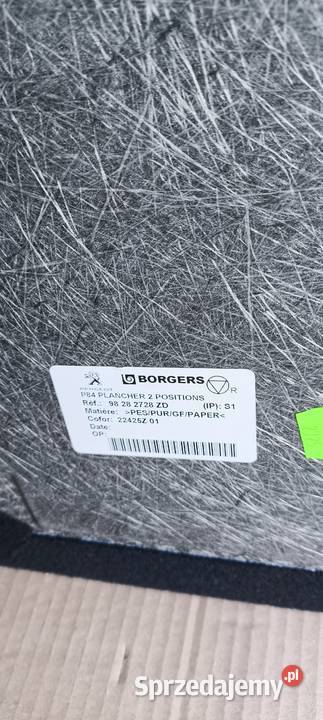 PEUGEOT BORGERS R
P84 PLANCHER 2 POSITIONS
Réf.: 98 28 2728 ZD (IP): S1
Matière: >PES/PUR/GF/PAPER<
Cofor: 22425Z 01
Date:
OP:
Sprzedajemy.pl